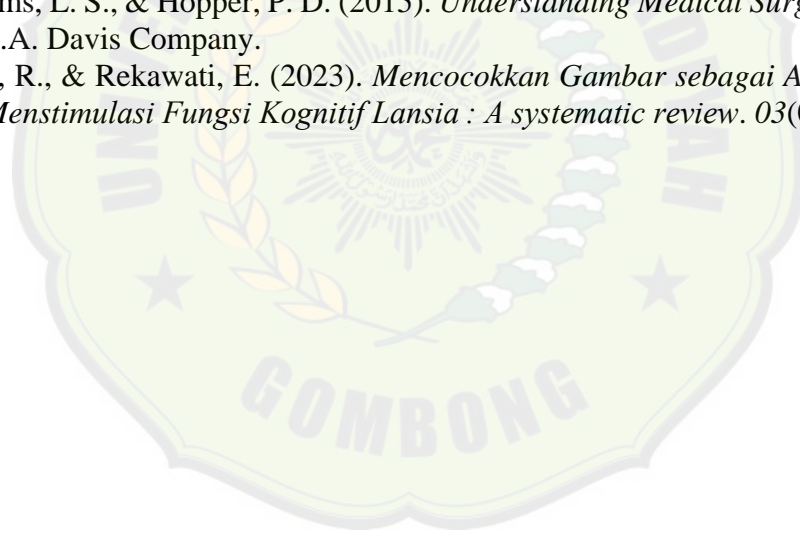 ms, L. S., & Hopper, P. D. (2015). Understanding Medical Surg
.A. Davis Company.
, R., & Rekawati, E. (2023). Mencocokkan Gambar sebagai A
Menstimulasi Fungsi Kognitif Lansia : A systematic review. 03(
GOMBONG